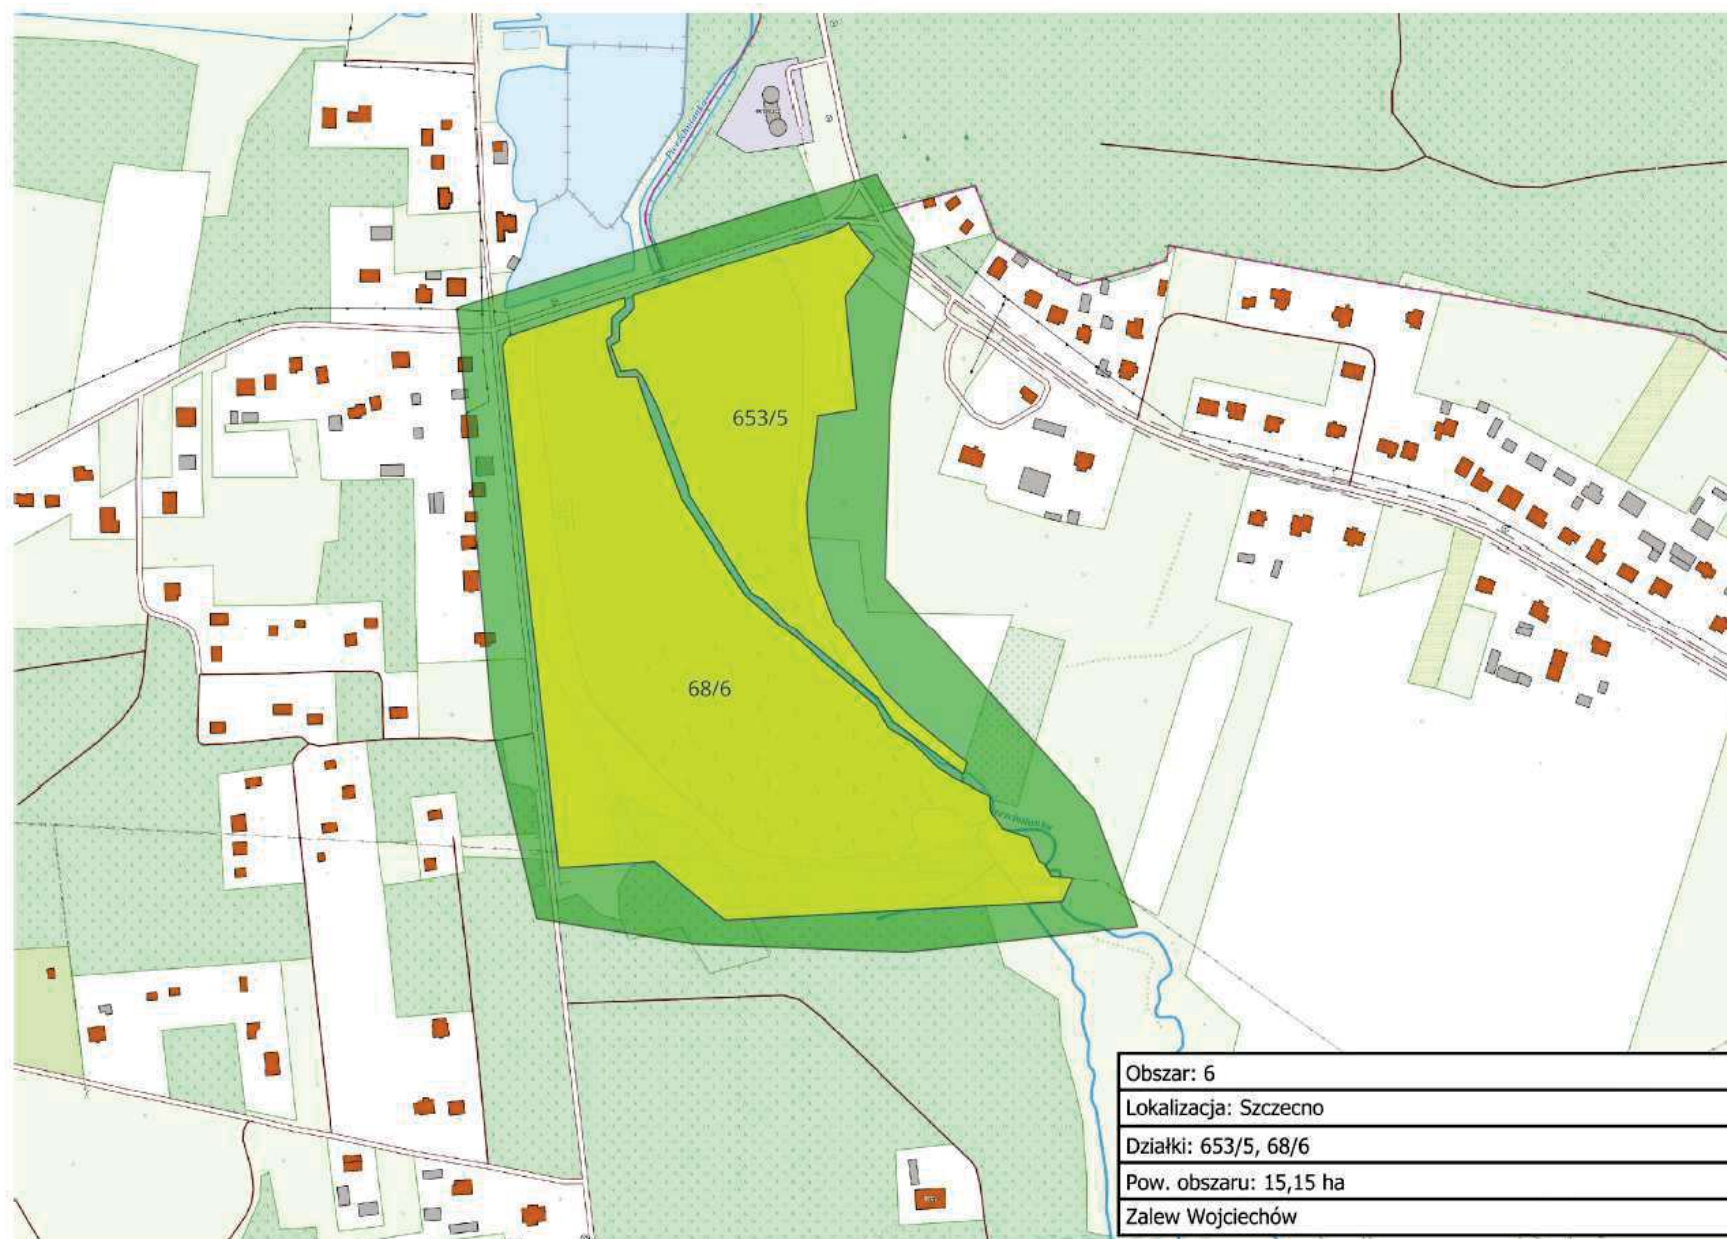 Pierzchnianka
653/5
68/6
Obszar: 6
Lokalizacja: Szczecno
Działki: 653/5, 68/6
Pow. obszaru: 15,15 ha
Zalew Wojciechów